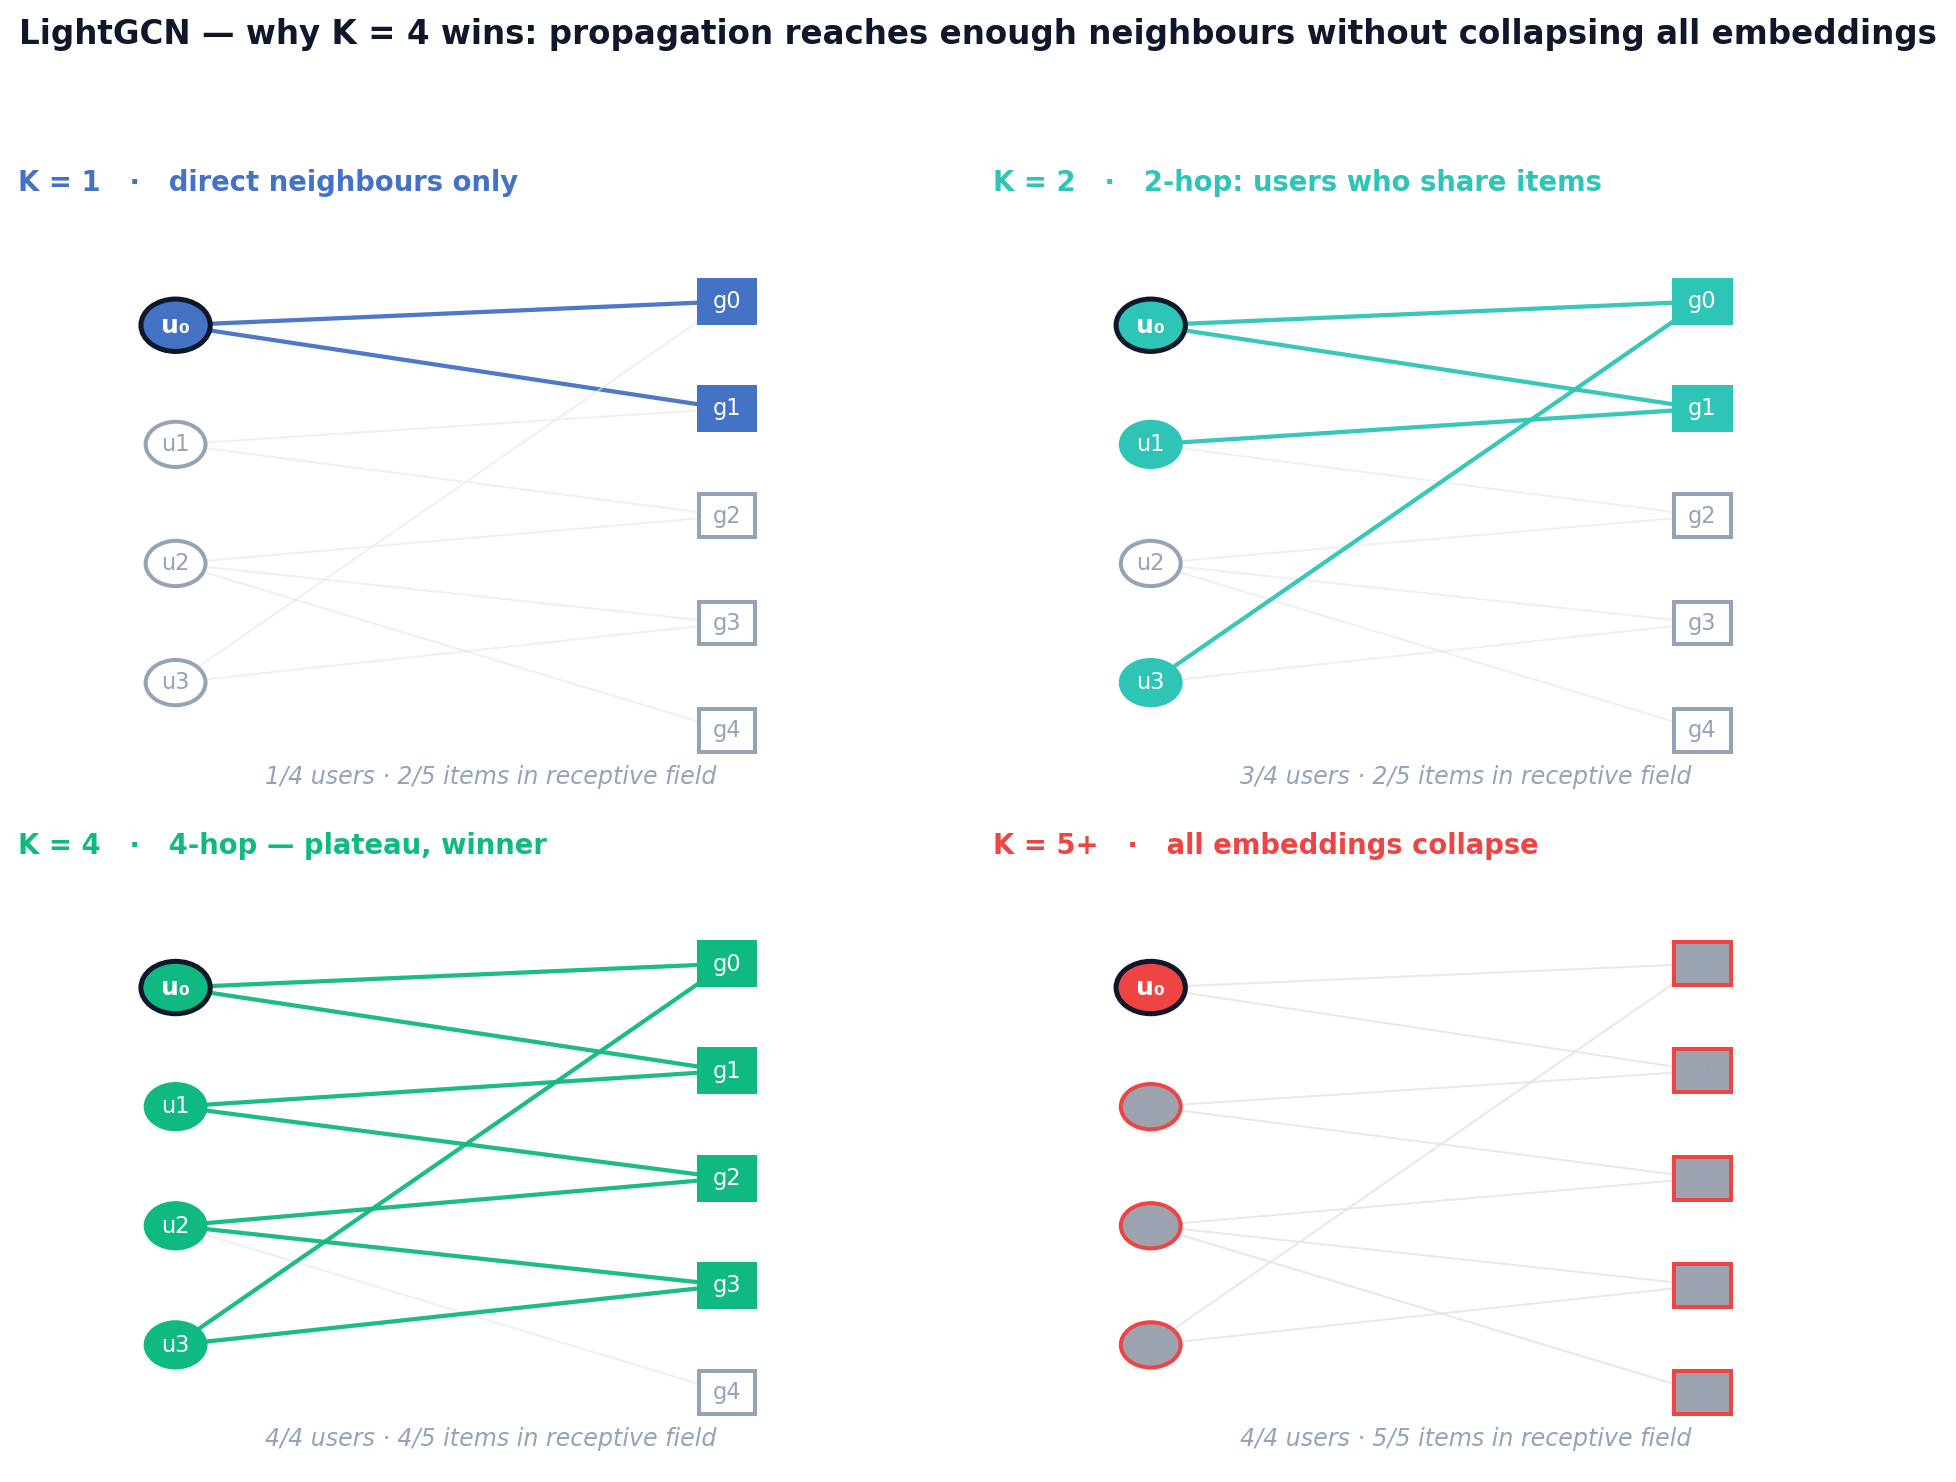 LightGCN — why K = 4 wins: propagation reaches enough neighbours without collapsing all embeddings
K = 1 · direct neighbours only
u₀
u1
u2
u3
g0
g1
g2
g3
g4
1/4 users · 2/5 items in receptive field
K = 2 · 2-hop: users who share items
u₀
u1
u2
u3
g0
g1
g2
g3
g4
3/4 users · 2/5 items in receptive field
K = 4 · 4-hop — plateau, winner
u₀
u1
u2
u3
g0
g1
g2
g3
g4
4/4 users · 4/5 items in receptive field
K = 5+ · all embeddings collapse
u₀
4/4 users · 5/5 items in receptive field